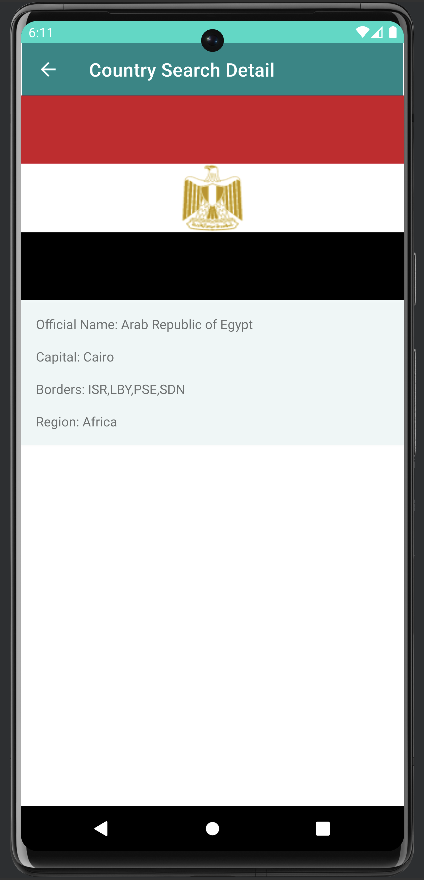 6:11
Country Search Detail
Official Name: Arab Republic of Egypt
Capital: Cairo
Borders: ISR,LBY,PSE,SDN
Region: Africa